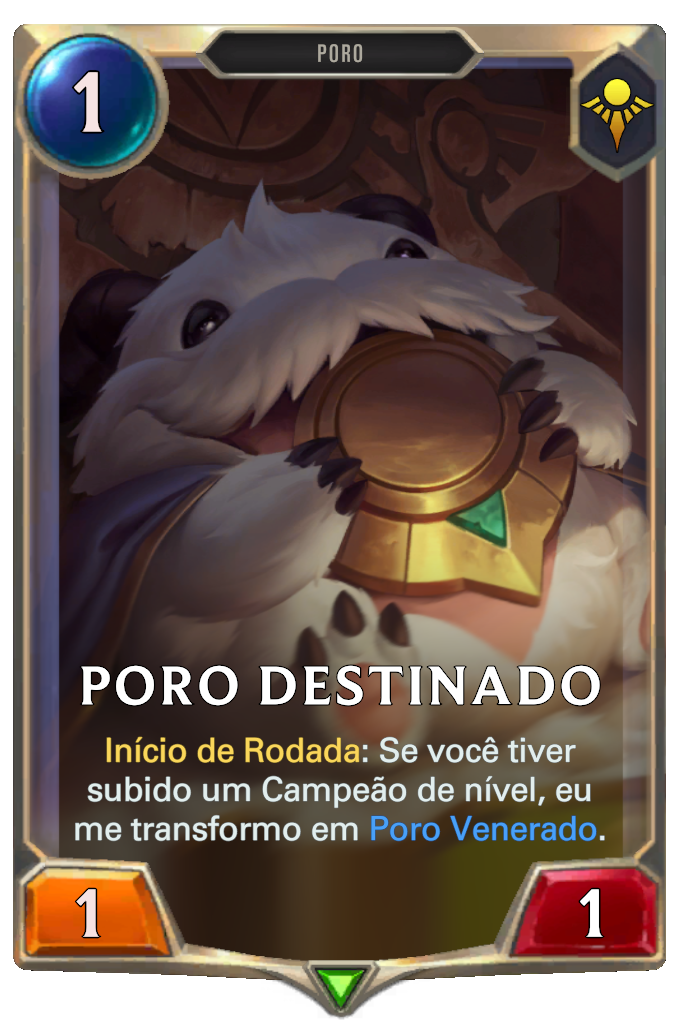 1
PORO
PORO DESTINADO
Início de Rodada: Se você tiver
subido um Campeão de nível, eu
me transformo em Poro Venerado.
1
1